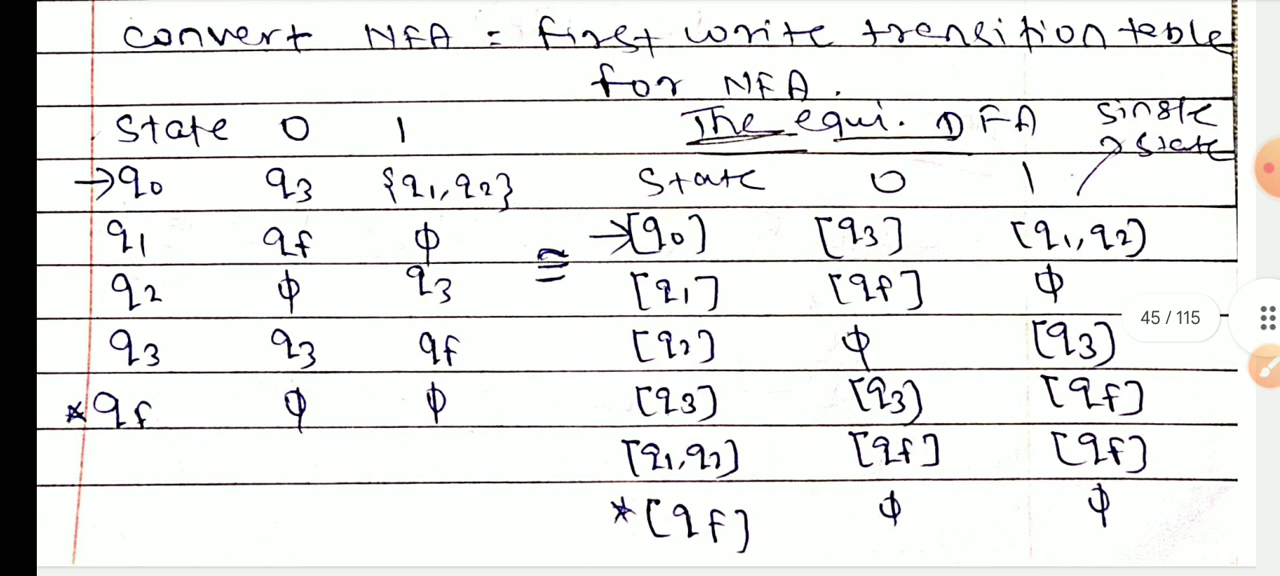 convert NFA = first write transition table
for NFA.
State 0 1
The equi. DFA
single
state
→q0 q3 {q1,q2}
State 0 1
q1 qf ϕ
≅
→[q0] [q3] [q1,q2]
q2 ϕ q3
[q1] [qf] ϕ
45 / 115
q3 q3 qf
[q2] ϕ [q3]
*qf ϕ ϕ
[q3] [q3] [qf]
[q1,q2] [qf] [qf]
*[qf] ϕ ϕ